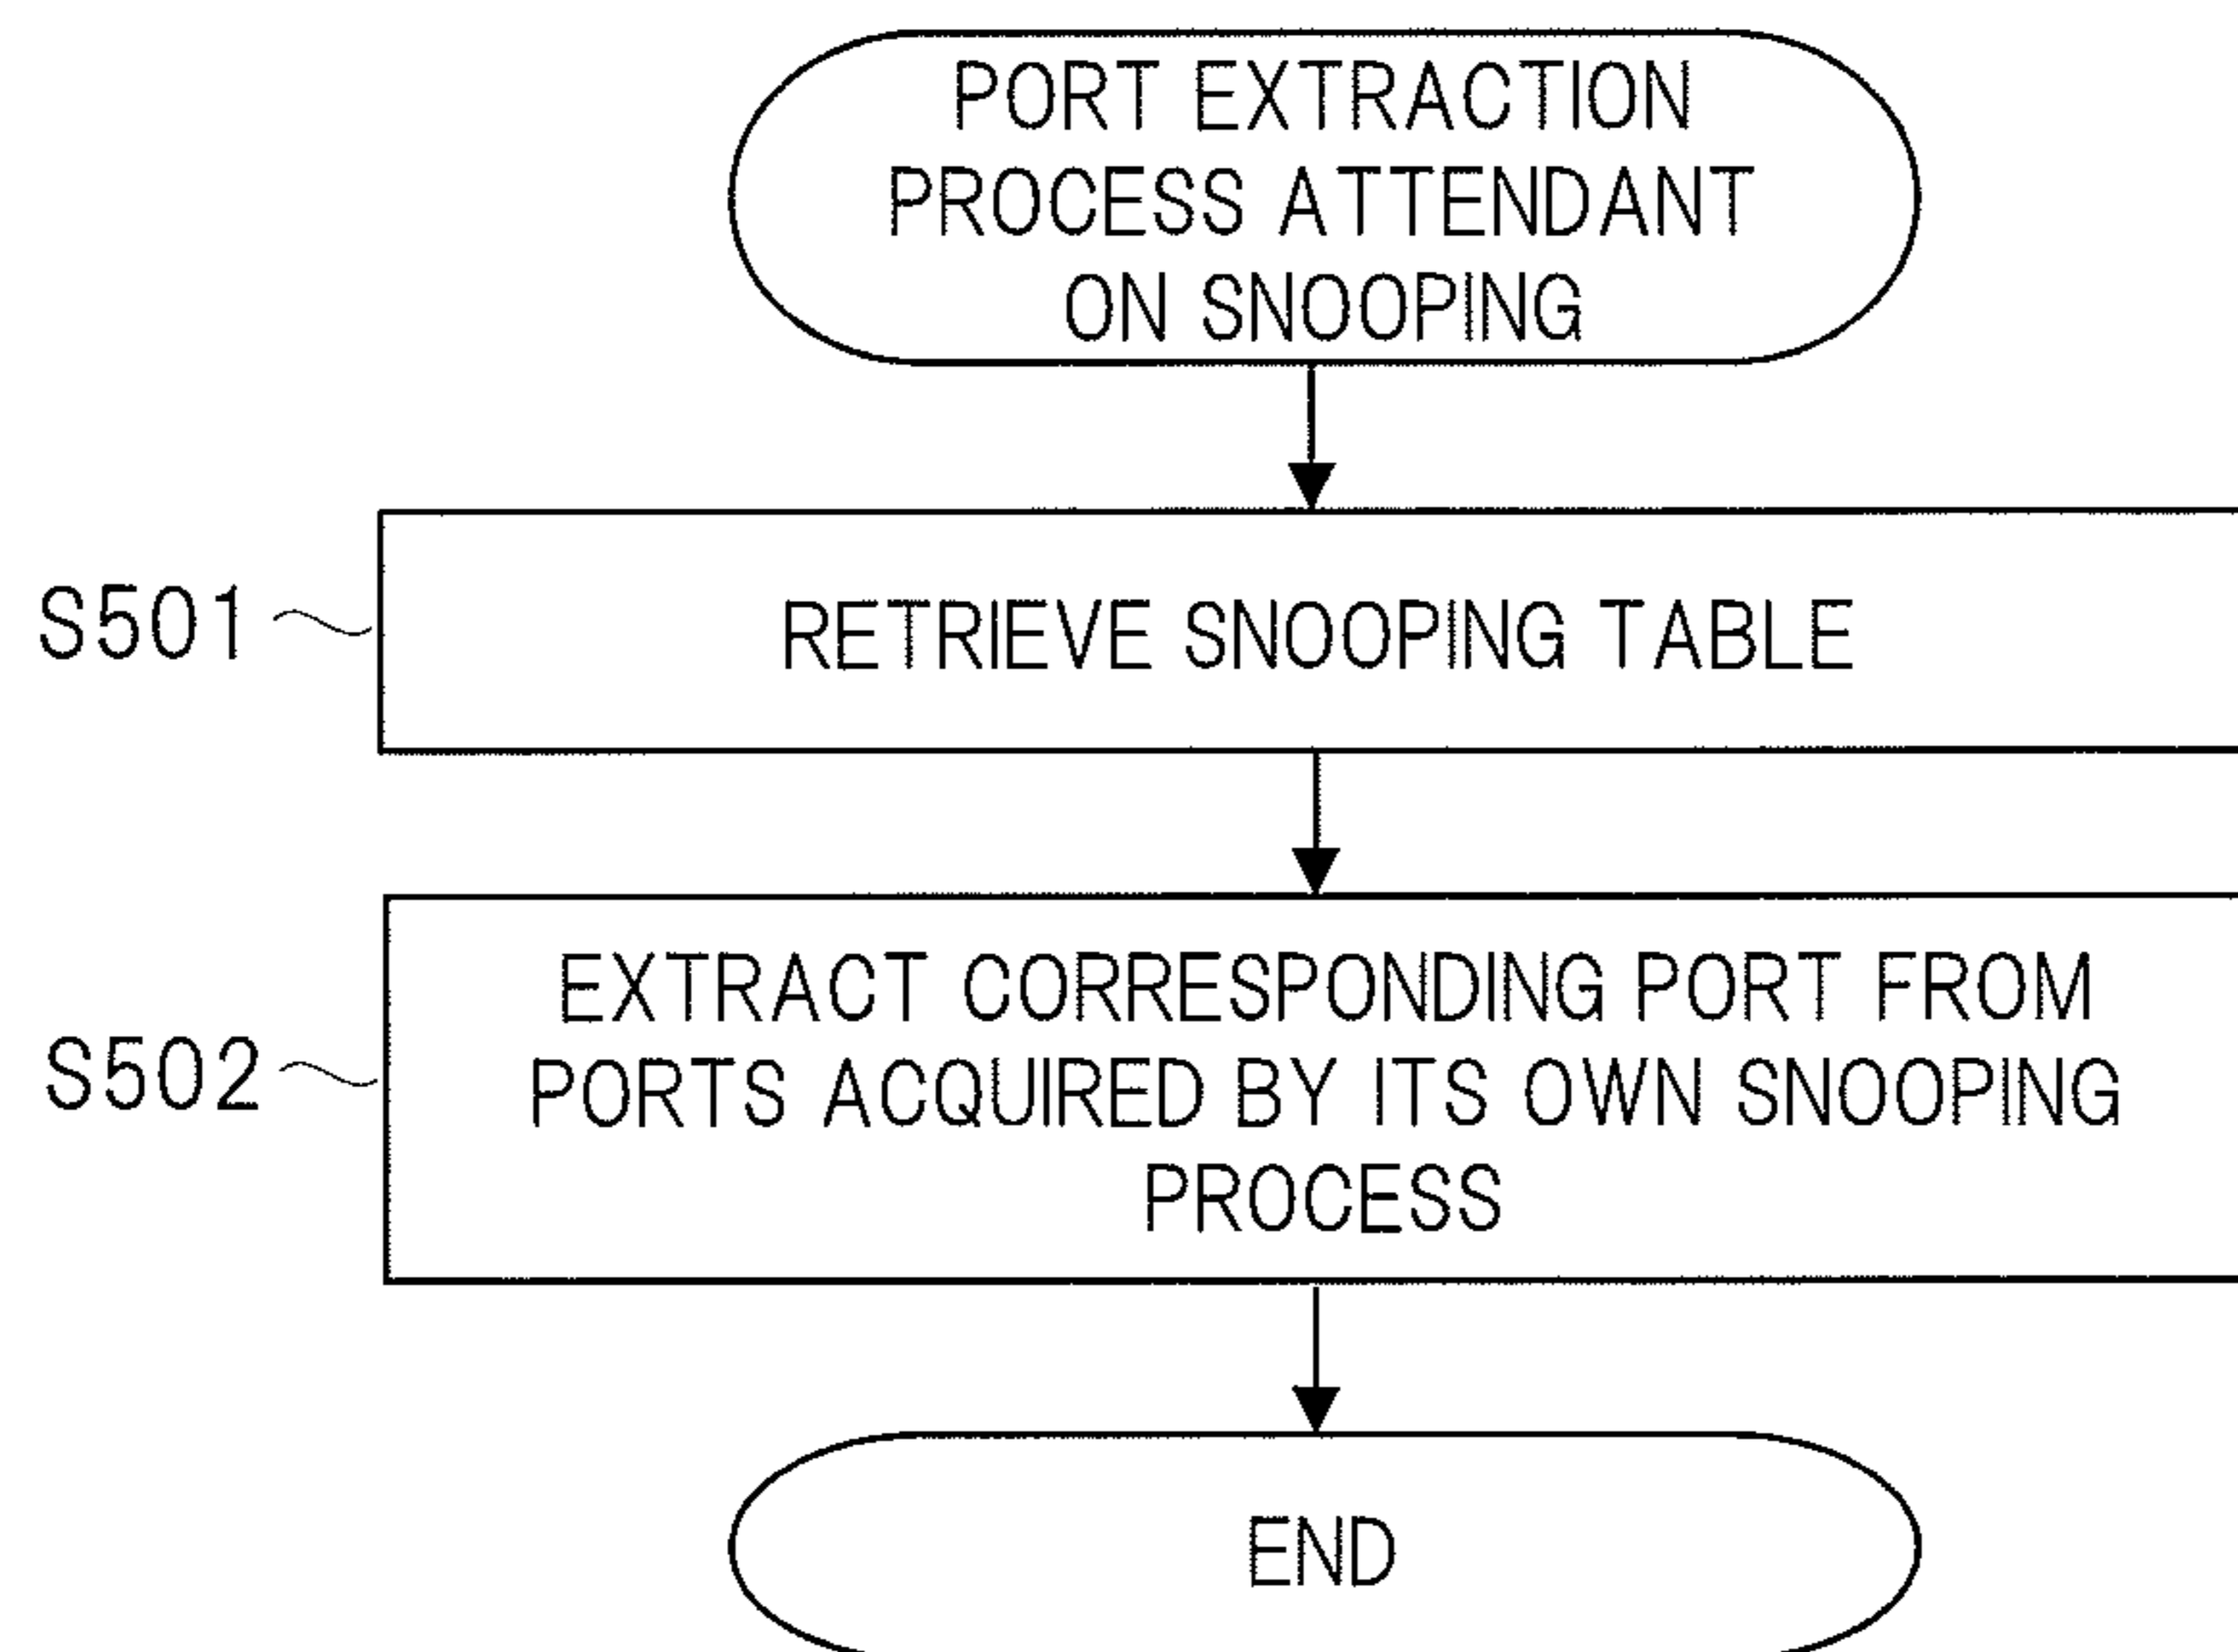 PORT EXTRACTION
PROCESS ATTENDANT
ON SNOOPING
S501
RETRIEVE SNOOPING TABLE
S502
EXTRACT CORRESPONDING PORT FROM
PORTS ACQUIRED BY ITS OWN SNOOPING
PROCESS
END